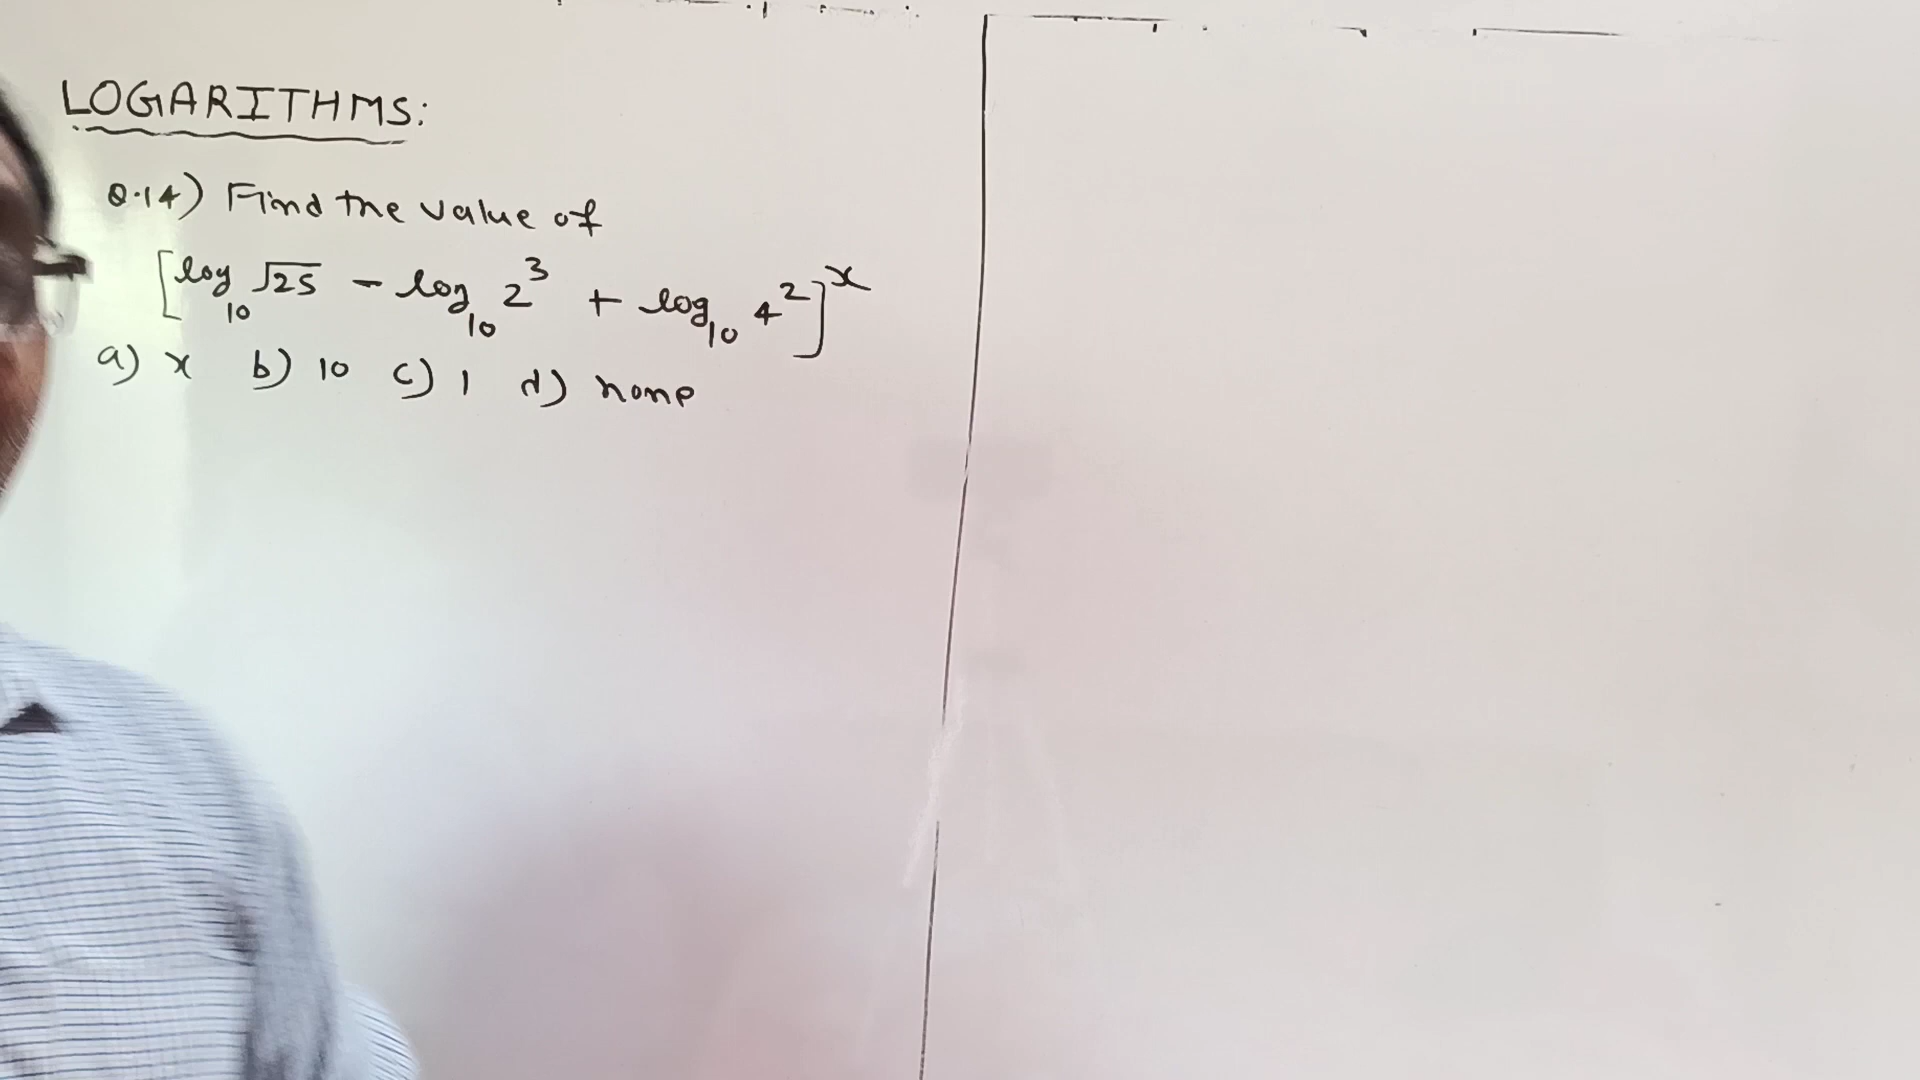 LOGARITHMS:
Q.14) Find the value of
[log₁₀ √25 - log₁₀ 2³ + log₁₀ 4²]ˣ
a) x b) 10 c) 1 d) none